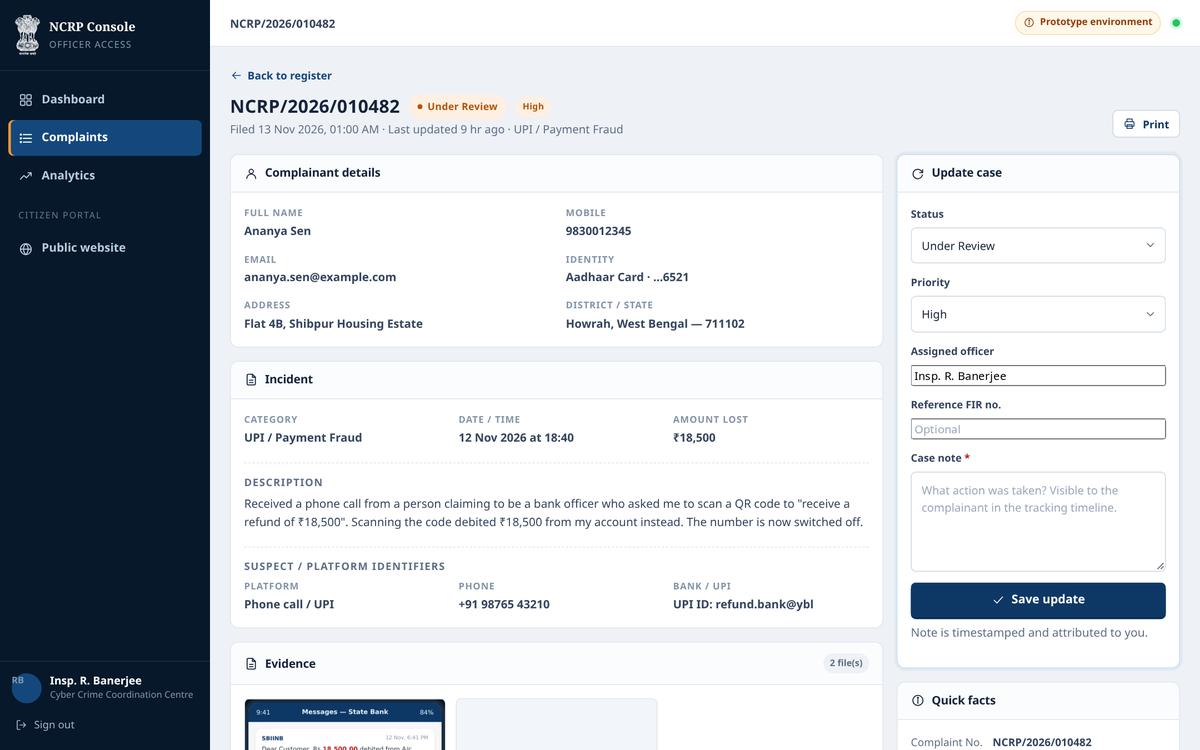 NCRP Console
OFFICER ACCESS
Dashboard
Complaints
Analytics
CITIZEN PORTAL
Public website
RB
Insp. R. Banerjee
Cyber Crime Coordination Centre
Sign out
NCRP/2026/010482
Prototype environment
Back to register
NCRP/2026/010482
Under Review
High
Filed 13 Nov 2026, 01:00 AM · Last updated 9 hr ago · UPI / Payment Fraud
Print
Complainant details
FULL NAME
Ananya Sen
MOBILE
9830012345
EMAIL
ananya.sen@example.com
IDENTITY
Aadhaar Card · …6521
ADDRESS
Flat 4B, Shibpur Housing Estate
DISTRICT / STATE
Howrah, West Bengal — 711102
Incident
CATEGORY
UPI / Payment Fraud
DATE / TIME
12 Nov 2026 at 18:40
AMOUNT LOST
₹18,500
DESCRIPTION
Received a phone call from a person claiming to be a bank officer who asked me to scan a QR code to "receive a
refund of ₹18,500". Scanning the code debited ₹18,500 from my account instead. The number is now switched off.
SUSPECT / PLATFORM IDENTIFIERS
PLATFORM
Phone call / UPI
PHONE
+91 98765 43210
BANK / UPI
UPI ID: refund.bank@ybl
Evidence
2 file(s)
9:41
Messages — State Bank
84%
SBIINB
12 Nov, 6:41 PM
Dear Customer, Rs 18,500.00 debited from A/c
Update case
Status
Under Review
Priority
High
Assigned officer
Insp. R. Banerjee
Reference FIR no.
Optional
Case note *
What action was taken? Visible to the
complainant in the tracking timeline.
Save update
Note is timestamped and attributed to you.
Quick facts
Complaint No. NCRP/2026/010482